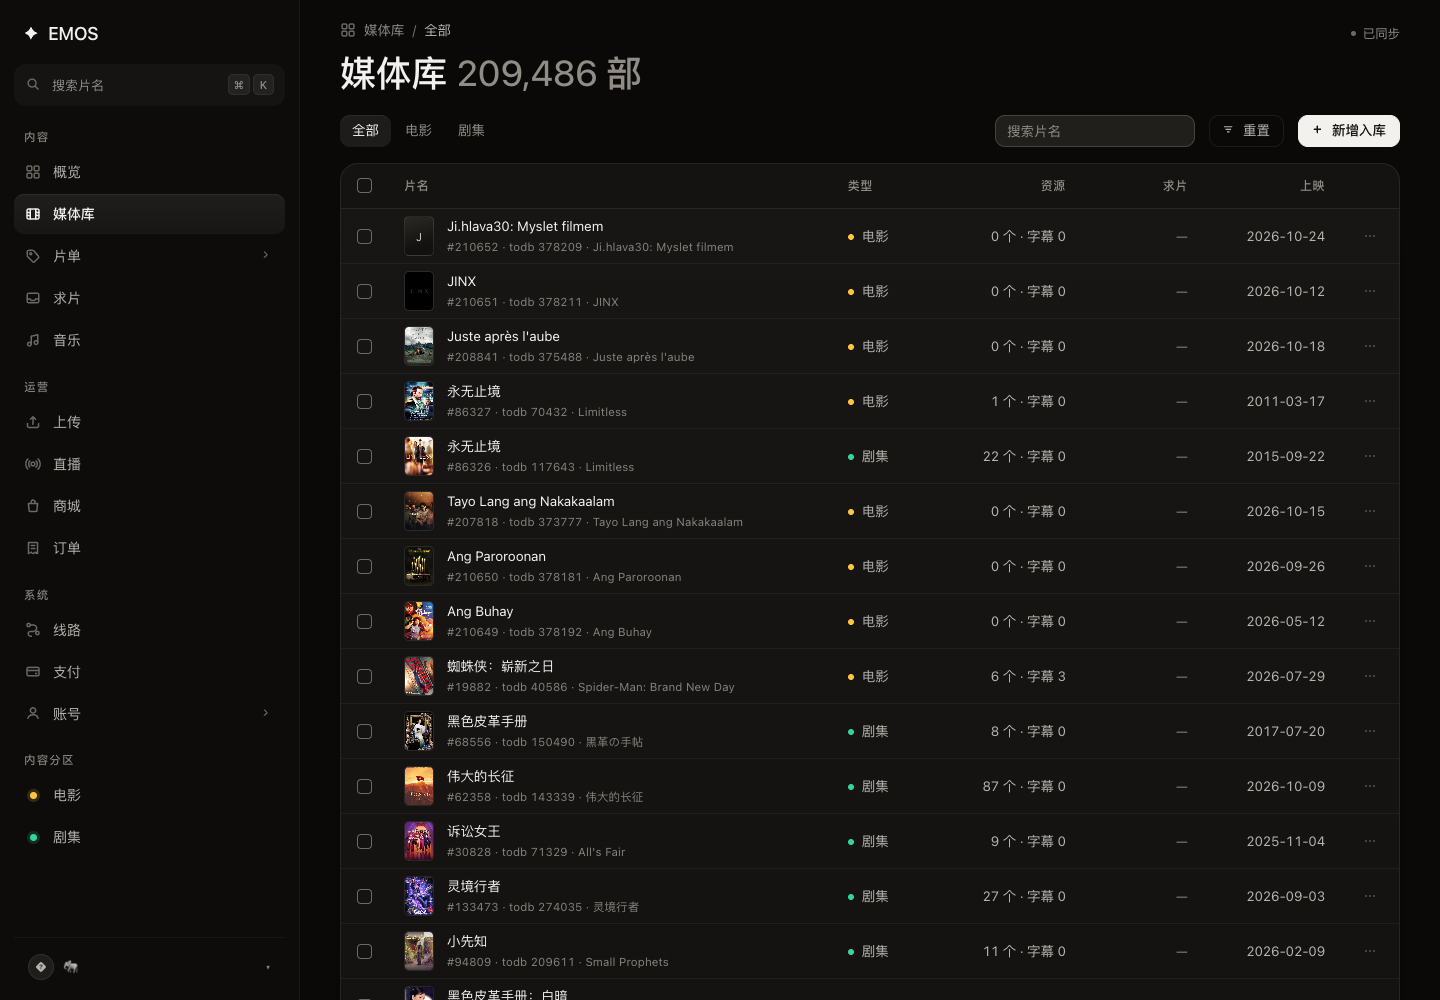 EMOS
搜索片名 ⌘ K
内容
概览
媒体库
片单
求片
音乐
运营
上传
直播
商城
订单
系统
线路
支付
账号
内容分区
电影
剧集
媒体库 / 全部
已同步
媒体库 209,486 部
全部 电影 剧集
搜索片名
重置
+ 新增入库
片名 类型 资源 求片 上映
J
Ji.hlava30: Myslet filmem
#210652 · todb 378209 · Ji.hlava30: Myslet filmem
电影 0 个 · 字幕 0 — 2026-10-24 ···
JINX
JINX
#210651 · todb 378211 · JINX
电影 0 个 · 字幕 0 — 2026-10-12 ···
Juste après l'aube
#208841 · todb 375488 · Juste après l'aube
电影 0 个 · 字幕 0 — 2026-10-18 ···
永无止境
#86327 · todb 70432 · Limitless
电影 1 个 · 字幕 0 — 2011-03-17 ···
永无止境
#86326 · todb 117643 · Limitless
剧集 22 个 · 字幕 0 — 2015-09-22 ···
Tayo Lang ang Nakakaalam
#207818 · todb 373777 · Tayo Lang ang Nakakaalam
电影 0 个 · 字幕 0 — 2026-10-15 ···
Ang Paroroonan
#210650 · todb 378181 · Ang Paroroonan
电影 0 个 · 字幕 0 — 2026-09-26 ···
Ang Buhay
#210649 · todb 378192 · Ang Buhay
电影 0 个 · 字幕 0 — 2026-05-12 ···
蜘蛛侠：崭新之日
#19882 · todb 40586 · Spider-Man: Brand New Day
电影 6 个 · 字幕 3 — 2026-07-29 ···
黑色皮革手册
#68556 · todb 150490 · 黒革の手帖
剧集 8 个 · 字幕 0 — 2017-07-20 ···
伟大的长征
#62358 · todb 143339 · 伟大的长征
剧集 87 个 · 字幕 0 — 2026-10-09 ···
诉讼女王
#30828 · todb 71329 · All's Fair
剧集 9 个 · 字幕 0 — 2025-11-04 ···
灵境行者
#133473 · todb 274035 · 灵境行者
剧集 27 个 · 字幕 0 — 2026-09-03 ···
小先知
#94809 · todb 209611 · Small Prophets
剧集 11 个 · 字幕 0 — 2026-02-09 ···
黑色皮革手册：白暗